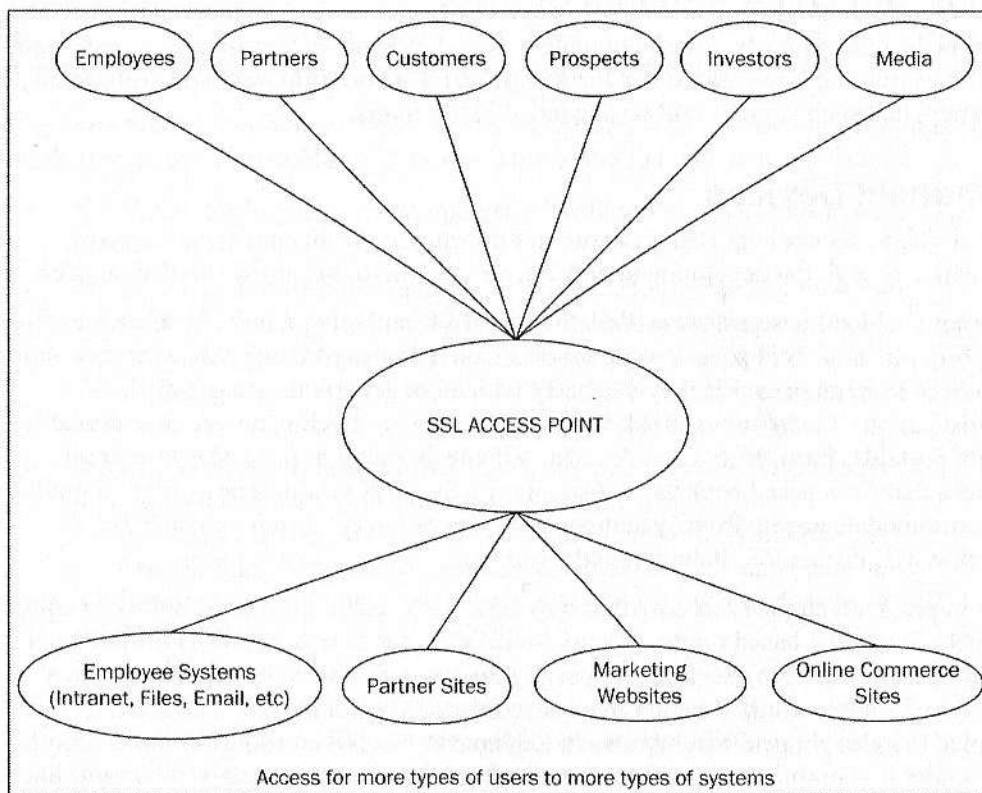 Employees
Partners
Customers
Prospects
Investors
Media
SSL ACCESS POINT
Employee Systems
(Intranet, Files, Email, etc)
Partner Sites
Marketing
Websites
Online Commerce
Sites
Access for more types of users to more types of systems